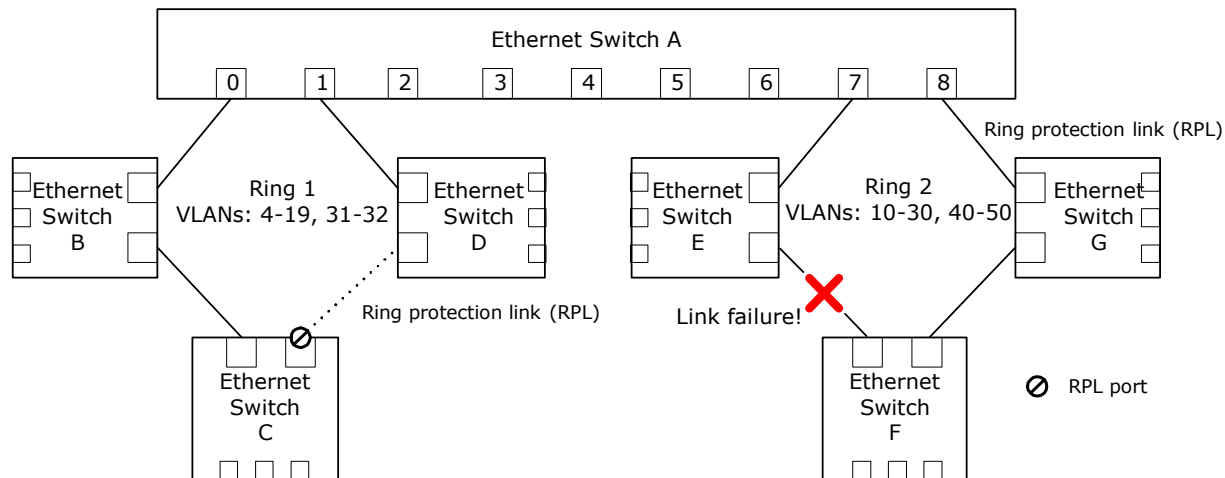 Ethernet Switch A
0 1 2 3 4 5 6 7 8
Ring protection link (RPL)
Ethernet
Switch
B
Ring 1
VLANs: 4-19, 31-32
Ethernet
Switch
D
Ethernet
Switch
E
Ring 2
VLANs: 10-30, 40-50
Ethernet
Switch
G
Ring protection link (RPL)
Link failure!
Ethernet
Switch
C
Ethernet
Switch
F
RPL port